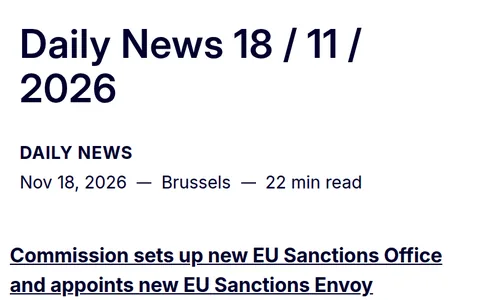 Daily News 18 / 11 /
2026
DAILY NEWS
Nov 18, 2026 — Brussels — 22 min read
Commission sets up new EU Sanctions Office
and appoints new EU Sanctions Envoy